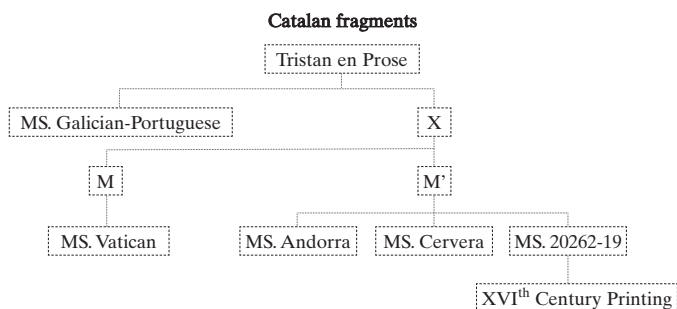 Catalan fragments
Tristan en Prose
MS. Galician-Portuguese
X
M
M’
MS. Vatican
MS. Andorra
MS. Cervera
MS. 20262-19
XVIth Century Printing